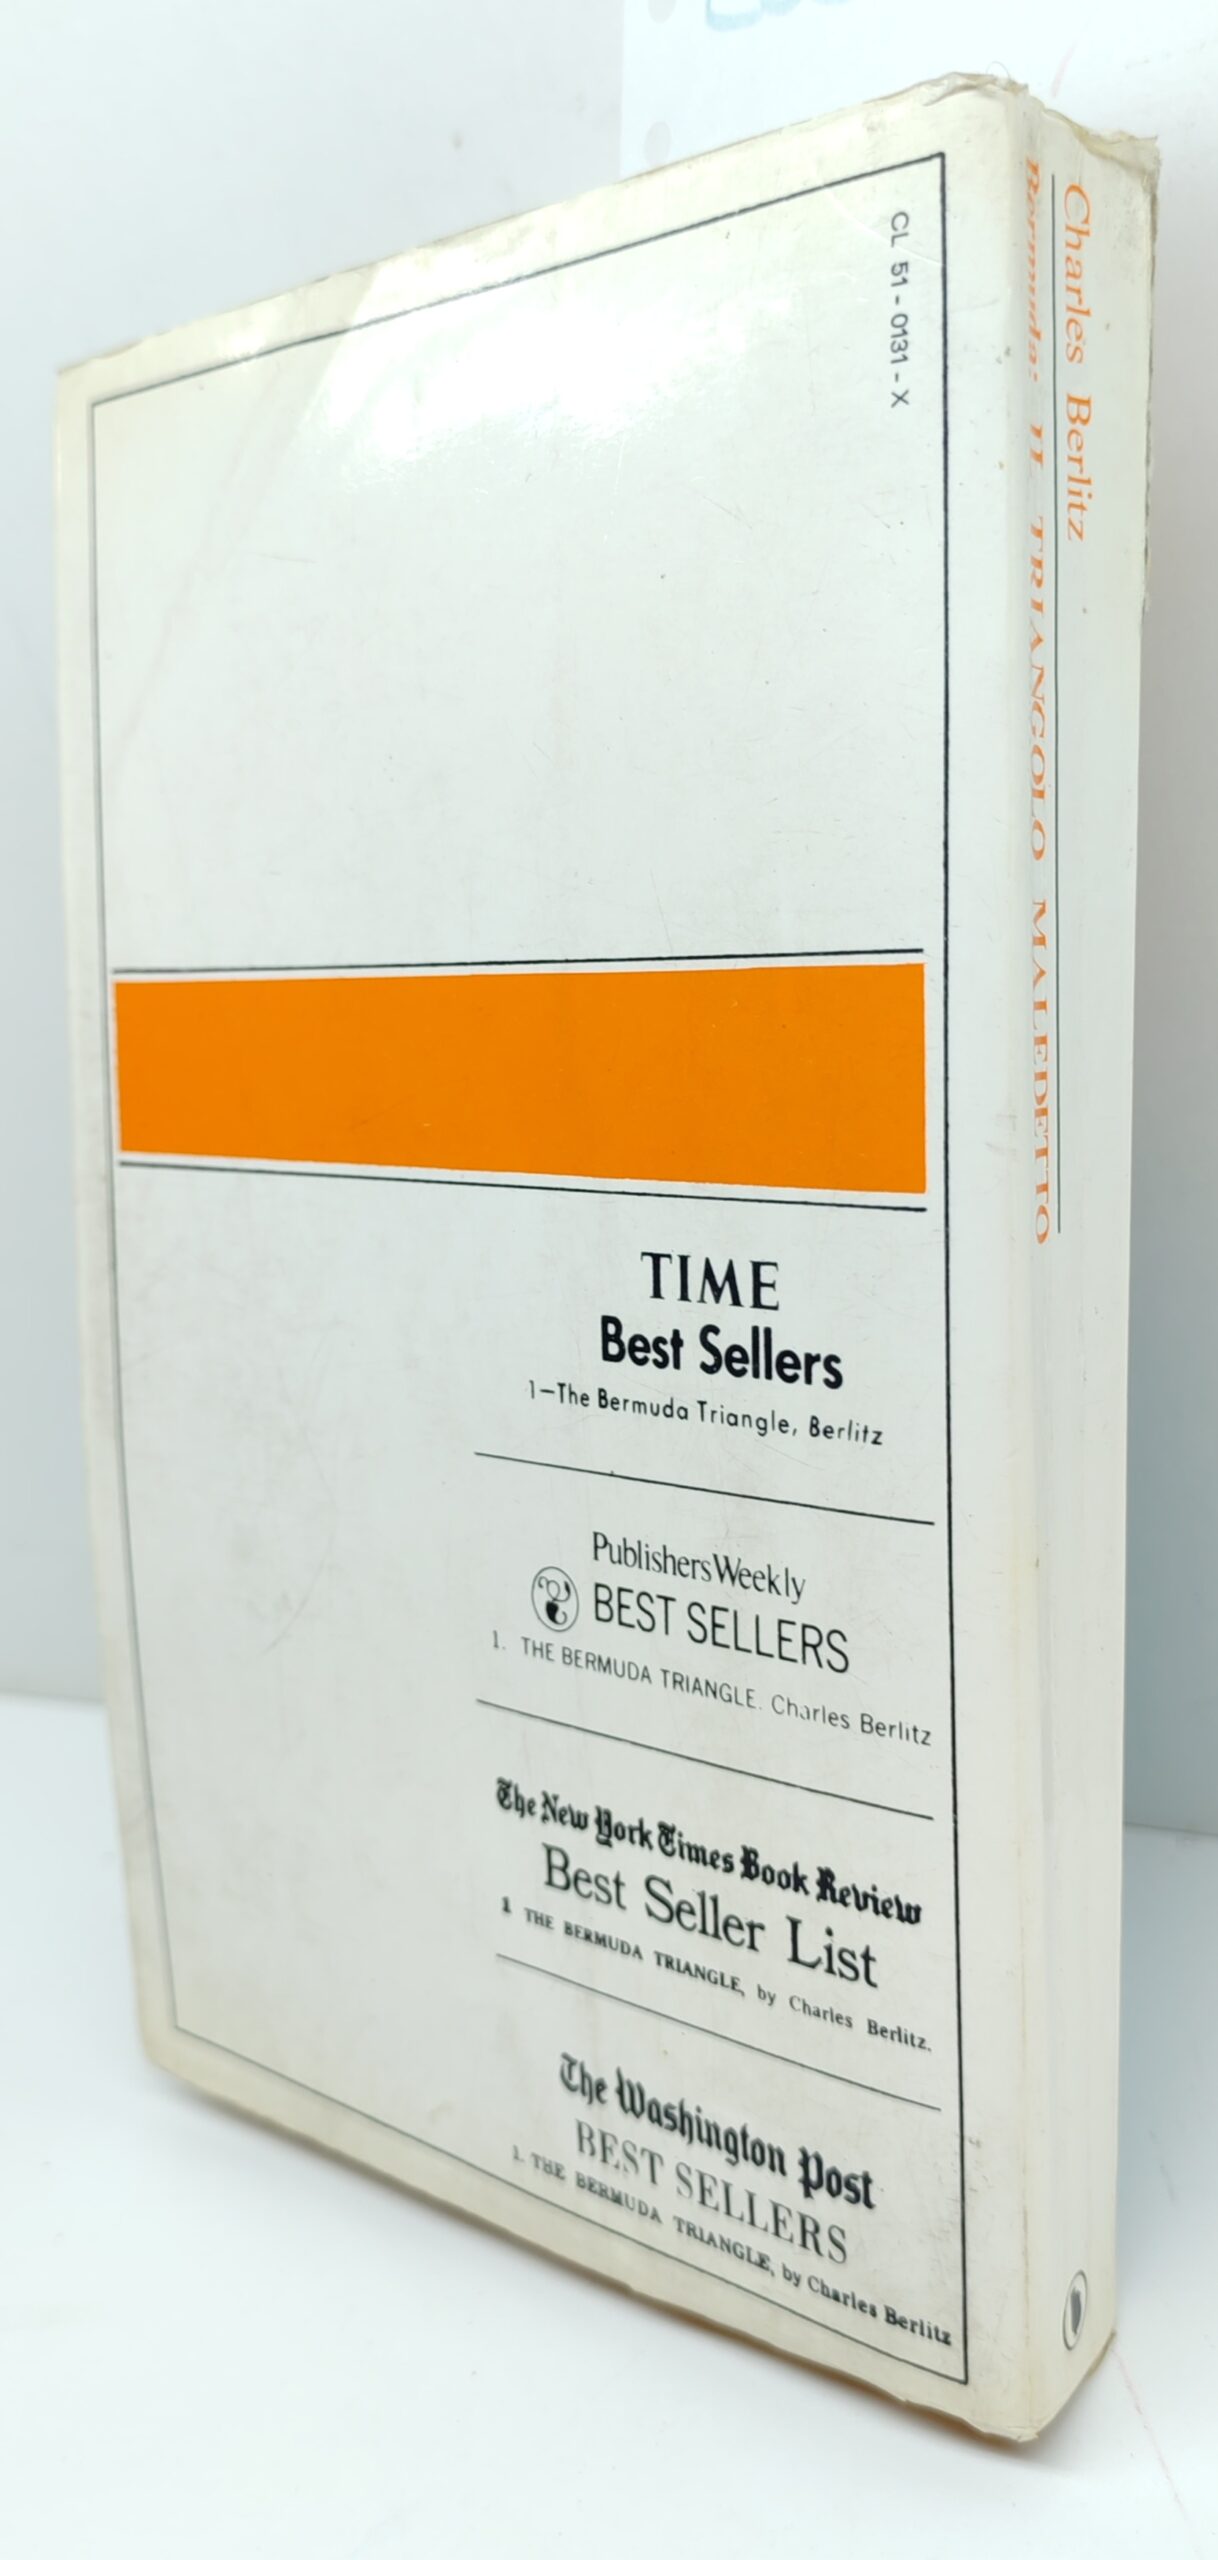 CL 51-0131-X
Charles Berlitz
Bermuda: IL TRIANGOLO MALEDETTO
TIME
Best Sellers
1—The Bermuda Triangle, Berlitz
Publishers Weekly
BEST SELLERS
1. THE BERMUDA TRIANGLE. Charles Berlitz
The New York Times Book Review
Best Seller List
1 THE BERMUDA TRIANGLE, by Charles Berlitz.
The Washington Post
BEST SELLERS
1. THE BERMUDA TRIANGLE, by Charles Berlitz